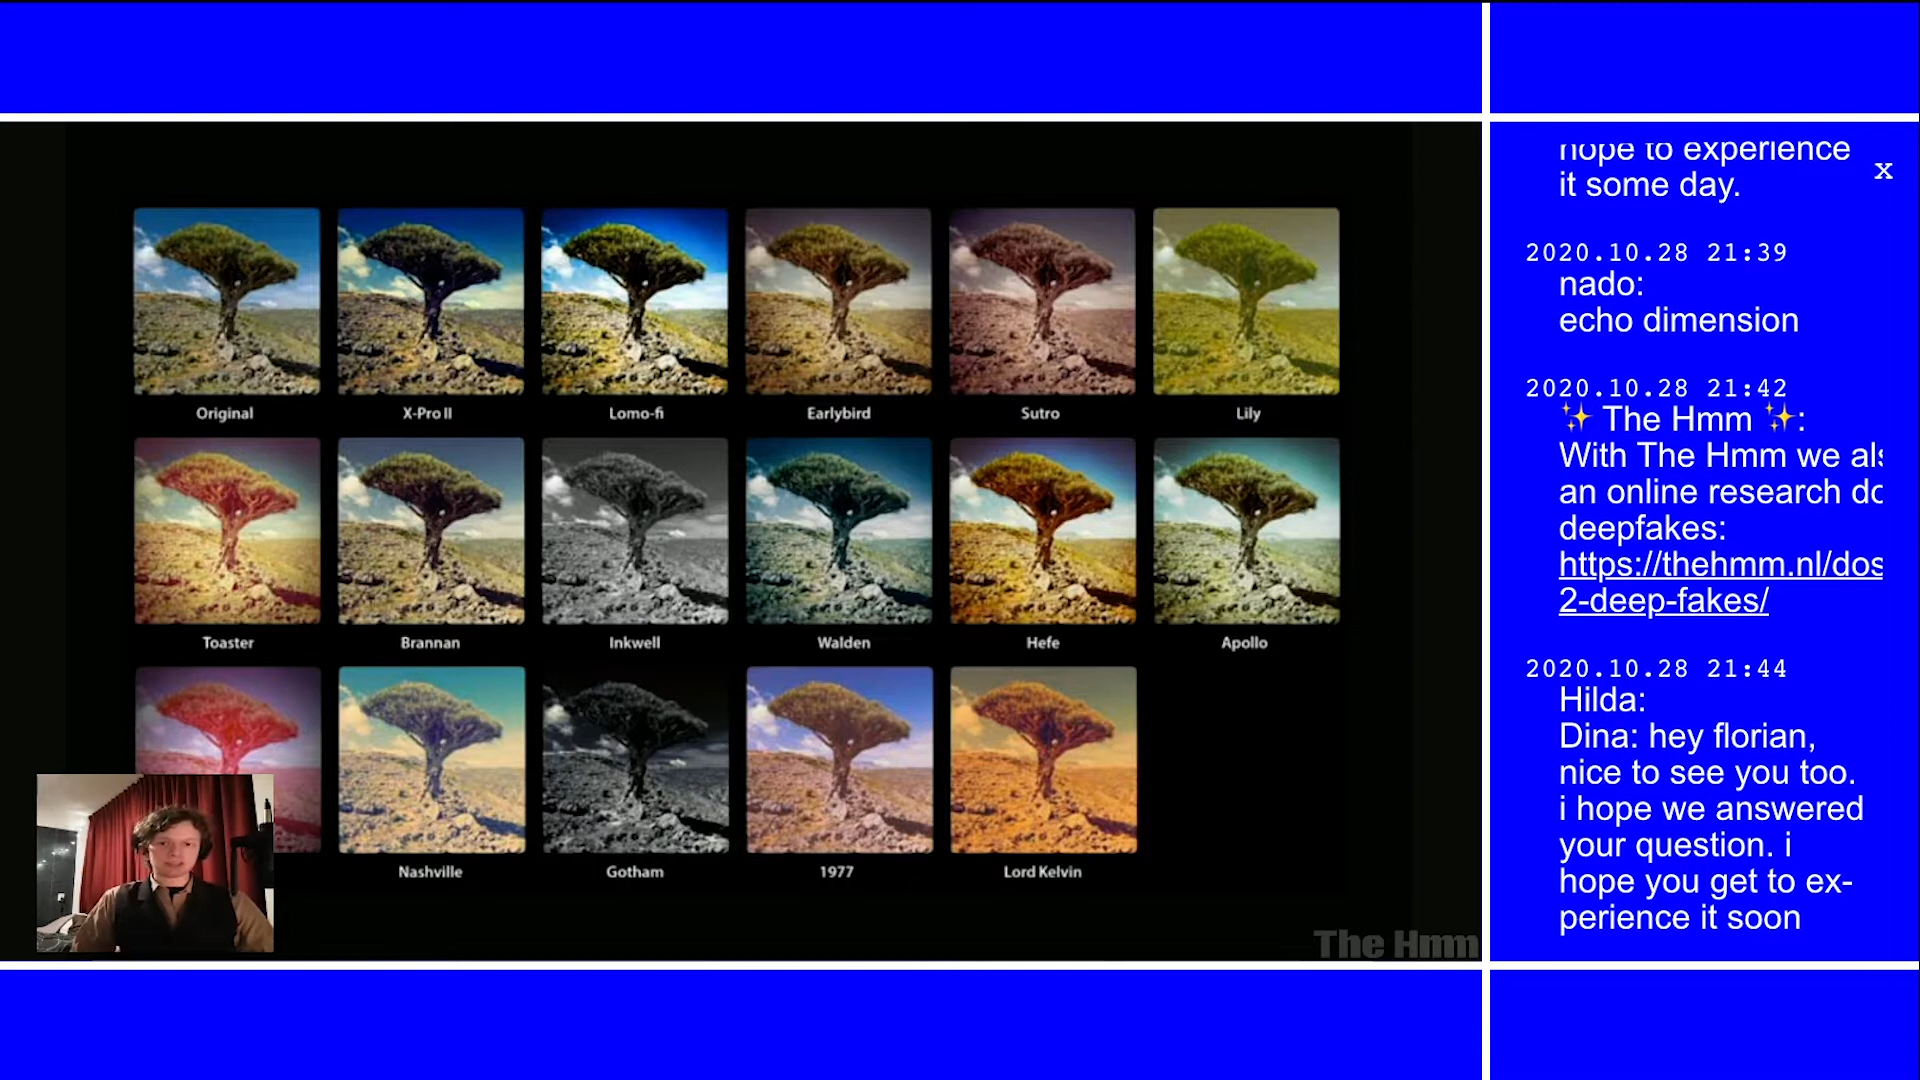 Original X-Pro II Lomo-fi Earlybird Sutro Lily
Toaster Brannan Inkwell Walden Hefe Apollo
Nashville Gotham 1977 Lord Kelvin
The Hmm
hope to experience
it some day.
x
2020.10.28 21:39
nado:
echo dimension
2020.10.28 21:42
✨ The Hmm ✨:
With The Hmm we als
an online research do
deepfakes:
https://thehmm.nl/dos
2-deep-fakes/
2020.10.28 21:44
Hilda:
Dina: hey florian,
nice to see you too.
i hope we answered
your question. i
hope you get to ex-
perience it soon